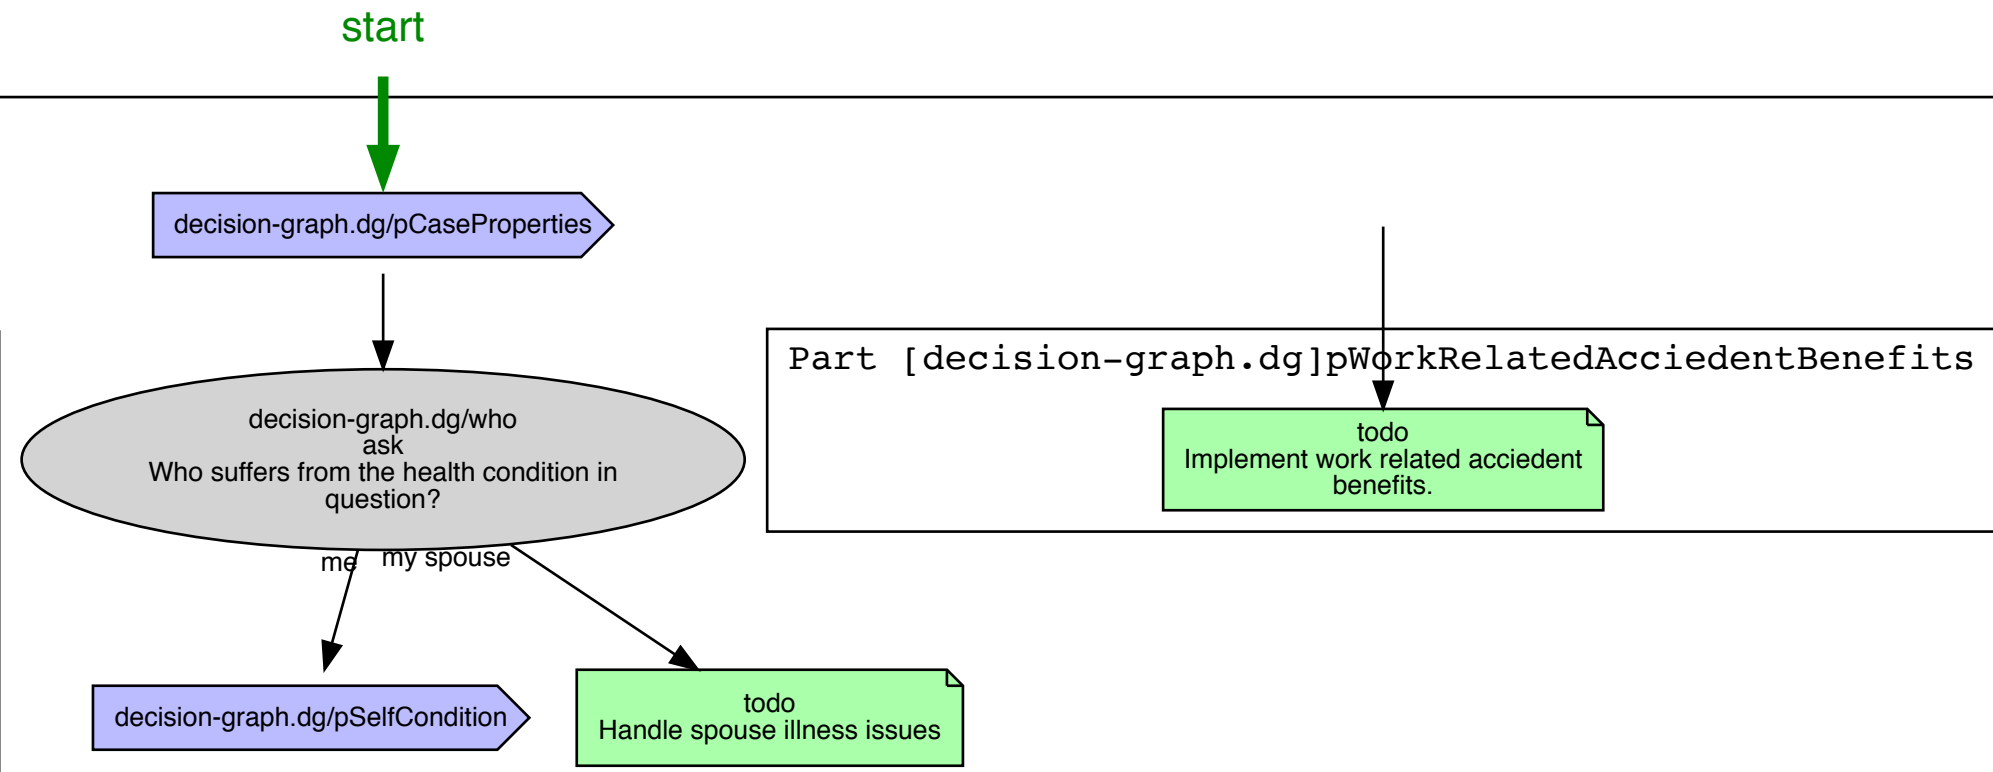 start
decision-graph.dg/pCaseProperties
Part [decision-graph.dg]pWorkRelatedAcciedentBenefits
decision-graph.dg/who
ask
Who suffers from the health condition in
question?
todo
Implement work related acciedent
benefits.
me
my spouse
decision-graph.dg/pSelfCondition
todo
Handle spouse illness issues